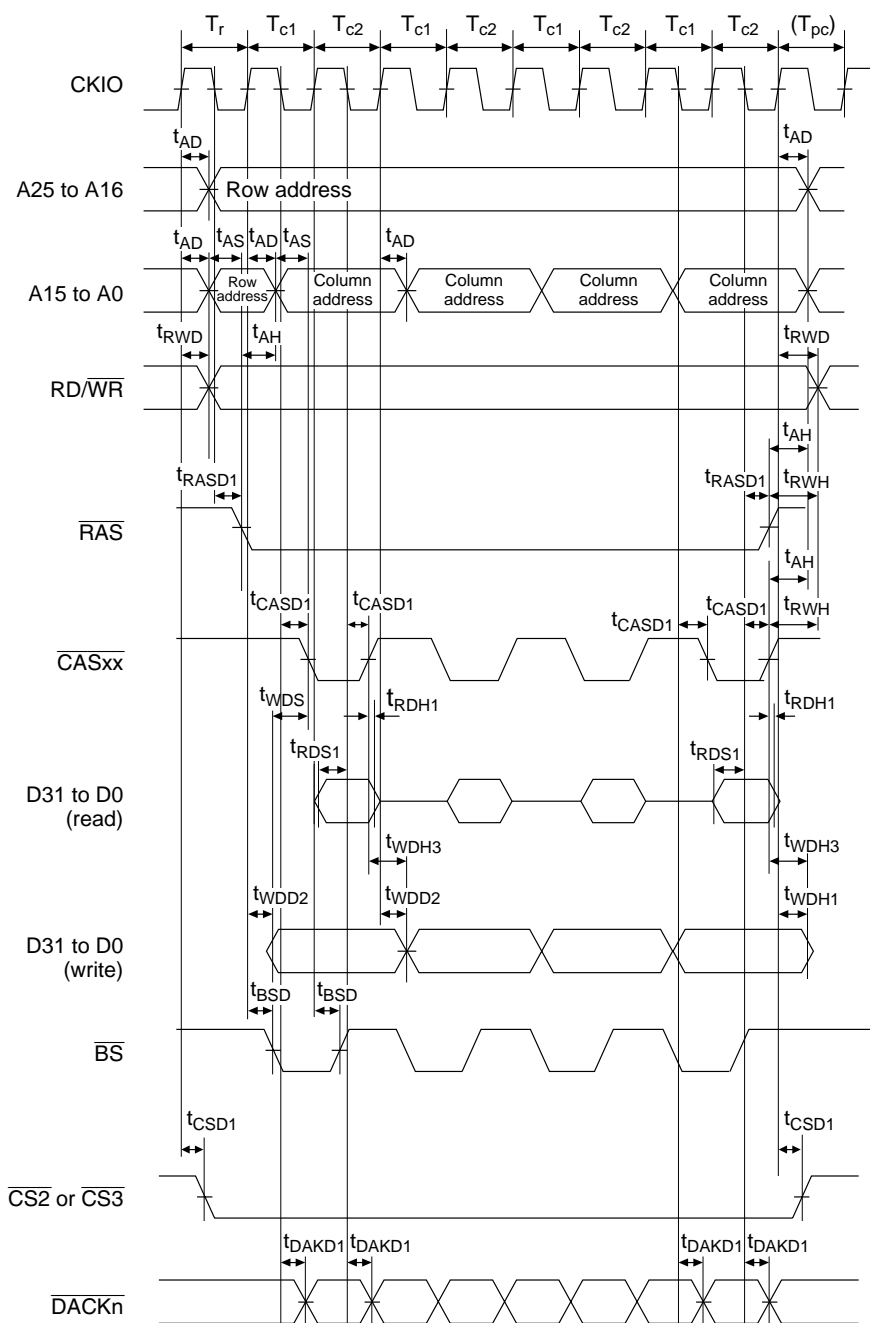 Tr Tc1 Tc2 Tc1 Tc2 Tc1 Tc2 Tc1 Tc2 (Tpc)
CKIO
tAD tAD
A25 to A16 Row address
tAD tAS tAD tAS tAD
A15 to A0 Row address Column address Column address Column address Column address
tRWD tAH tRWD
RD/WR
tAH
tRASD1 tRASD1 tRWH
RAS
tAH
tCASD1 tCASD1 tCASD1 tCASD1 tRWH
CASxx
tWDS tRDH1 tRDH1
tRDS1 tRDS1
D31 to D0
(read)
tWDH3 tWDH3
tWDD2 tWDD2 tWDH1
D31 to D0
(write)
tBSD tBSD
BS
tCSD1 tCSD1
CS2 or CS3
tDAKD1 tDAKD1 tDAKD1 tDAKD1
DACKn